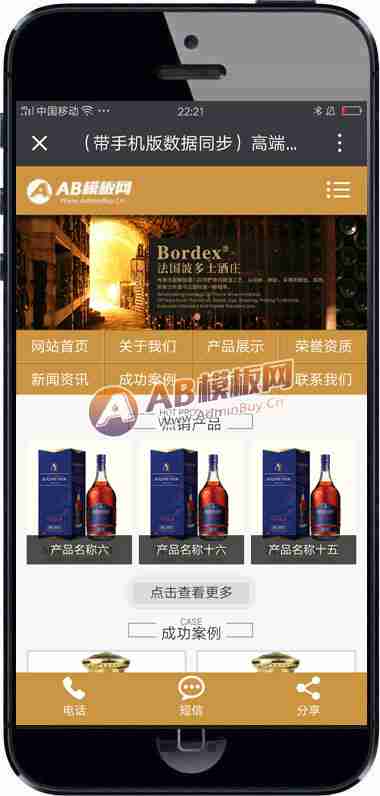 中国移动
22:21
（带手机版数据同步）高端...
AB模板网
Www.AdminBuy.Cn
Bordex®
法国波多士酒庄
网站首页 关于我们 产品展示 荣誉资质
新闻资讯 成功案例 联系我们
AB模板网
www.AdminBuy.Cn
热销产品
产品名称六 产品名称十六 产品名称十五
点击查看更多
CASE
成功案例
电话 短信 分享